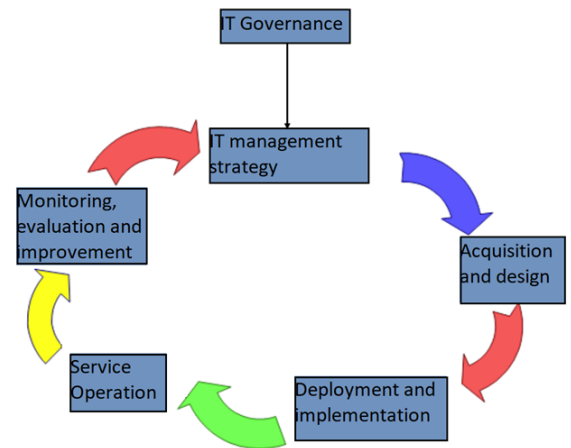 IT Governance
IT management
strategy
Acquisition
and design
Deployment and
implementation
Service
Operation
Monitoring,
evaluation and
improvement